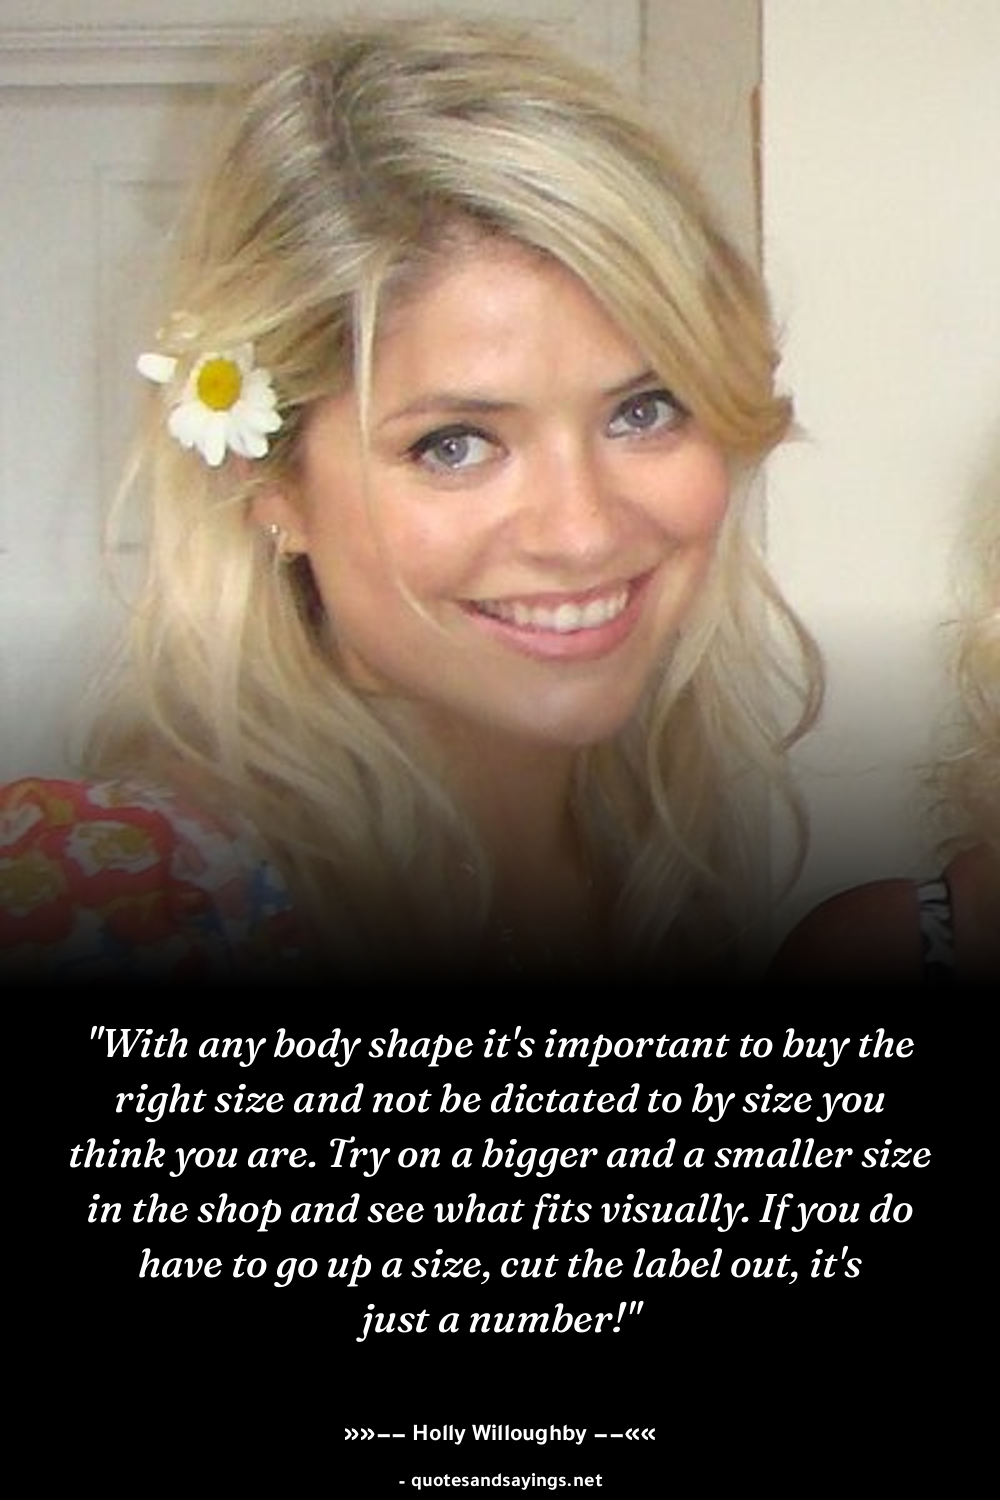 "With any body shape it's important to buy the
right size and not be dictated to by size you
think you are. Try on a bigger and a smaller size
in the shop and see what fits visually. If you do
have to go up a size, cut the label out, it's
just a number!"
»»−− Holly Willoughby −−««
- quotesandsayings.net